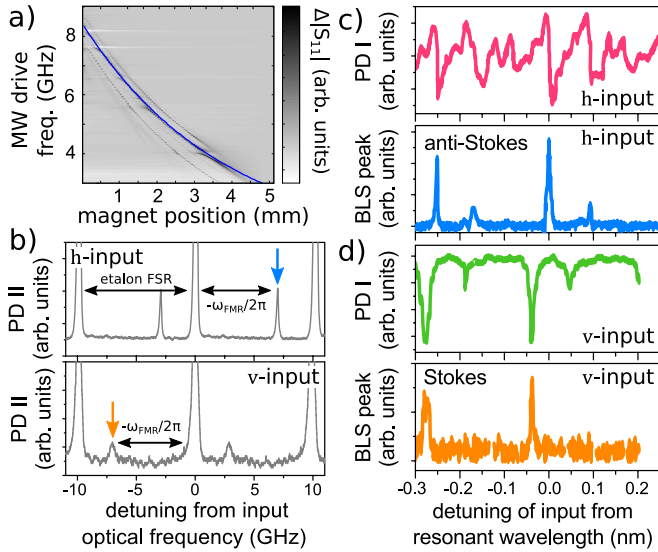 a)
MW drive
freq. (GHz)
8
6
4
1 2 3 4 5
magnet position (mm)
Δ|S₁₁| (arb. units)
b)
h-input
etalon FSR
-ωFMR/2π
PD II
(arb. units)
v-input
-ωFMR/2π
PD II
(arb. units)
-10 -5 0 5 10
detuning from input
optical frequency (GHz)
c)
PD I
(arb. units)
h-input
BLS peak
(arb. units)
anti-Stokes
h-input
d)
PD I
(arb. units)
v-input
BLS peak
(arb. units)
Stokes
v-input
-0.3 -0.2 -0.1 0.0 0.1 0.2
detuning of input from
resonant wavelength (nm)